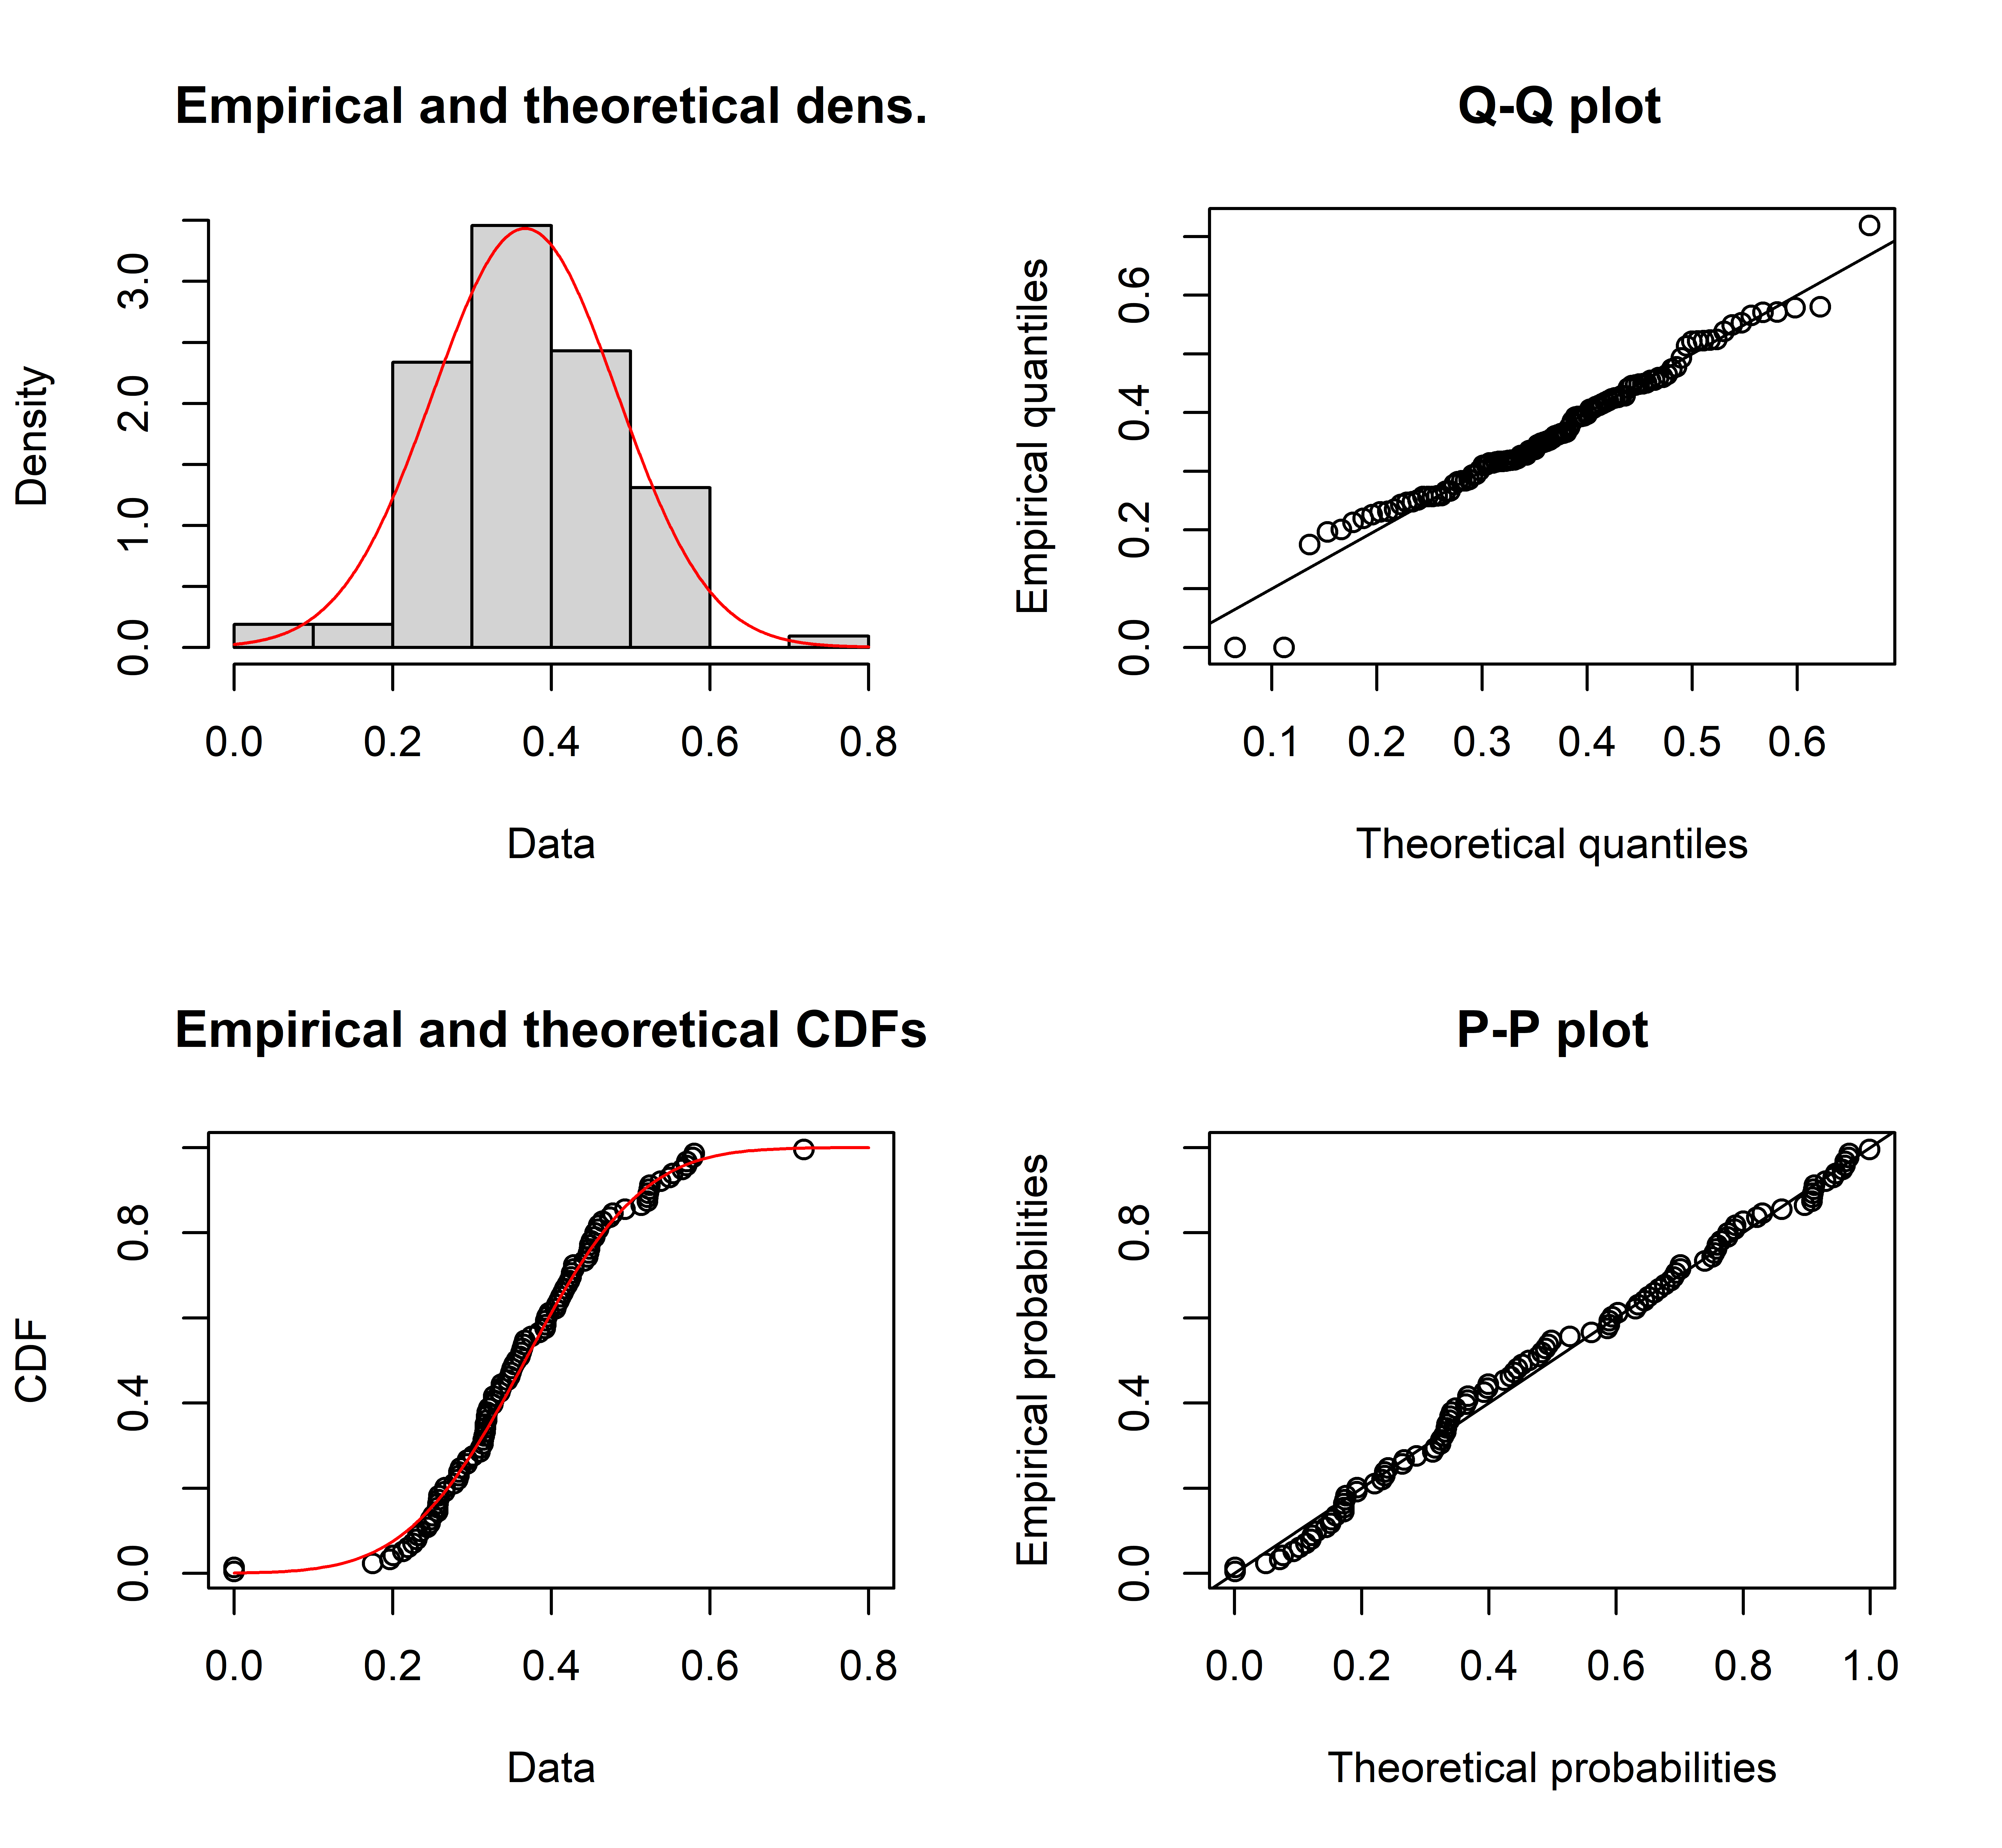 Empirical and theoretical dens.
Density
0.0 1.0 2.0 3.0
0.0 0.2 0.4 0.6 0.8
Data
Q-Q plot
Empirical quantiles
0.0 0.2 0.4 0.6
0.1 0.2 0.3 0.4 0.5 0.6
Theoretical quantiles
Empirical and theoretical CDFs
CDF
0.0 0.4 0.8
0.0 0.2 0.4 0.6 0.8
Data
P-P plot
Empirical probabilities
0.0 0.4 0.8
0.0 0.2 0.4 0.6 0.8 1.0
Theoretical probabilities